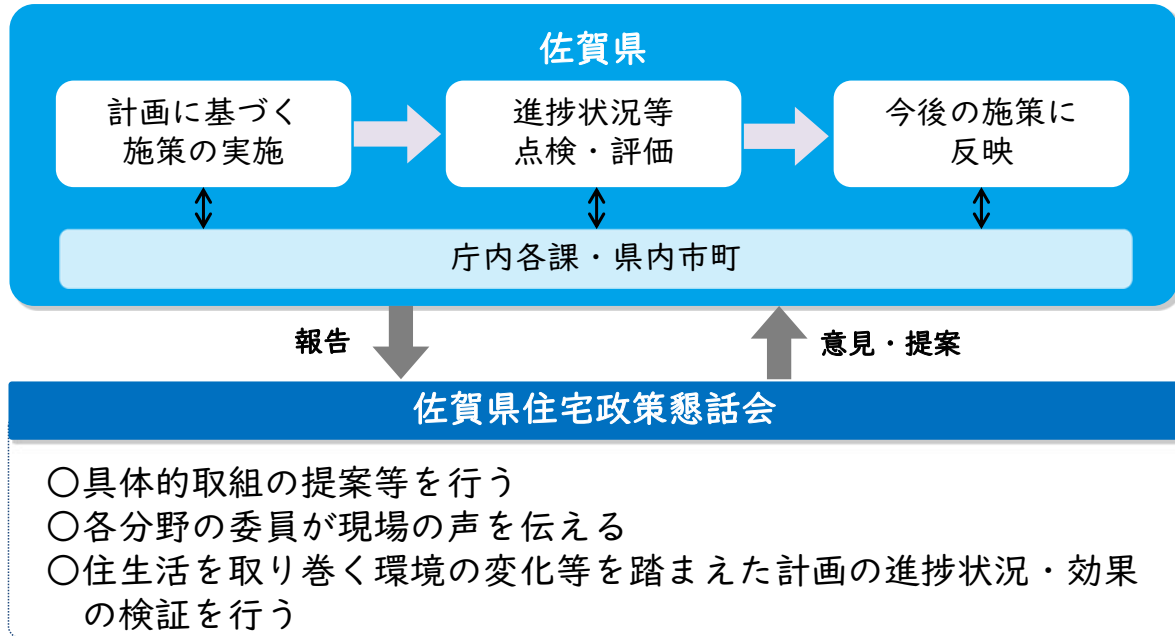 佐賀県
計画に基づく
施策の実施
進捗状況等
点検・評価
今後の施策に
反映
庁内各課・県内市町
報告
意見・提案
佐賀県住宅政策懇話会
○具体的取組の提案等を行う
○各分野の委員が現場の声を伝える
○住生活を取り巻く環境の変化等を踏まえた計画の進捗状況・効果
の検証を行う